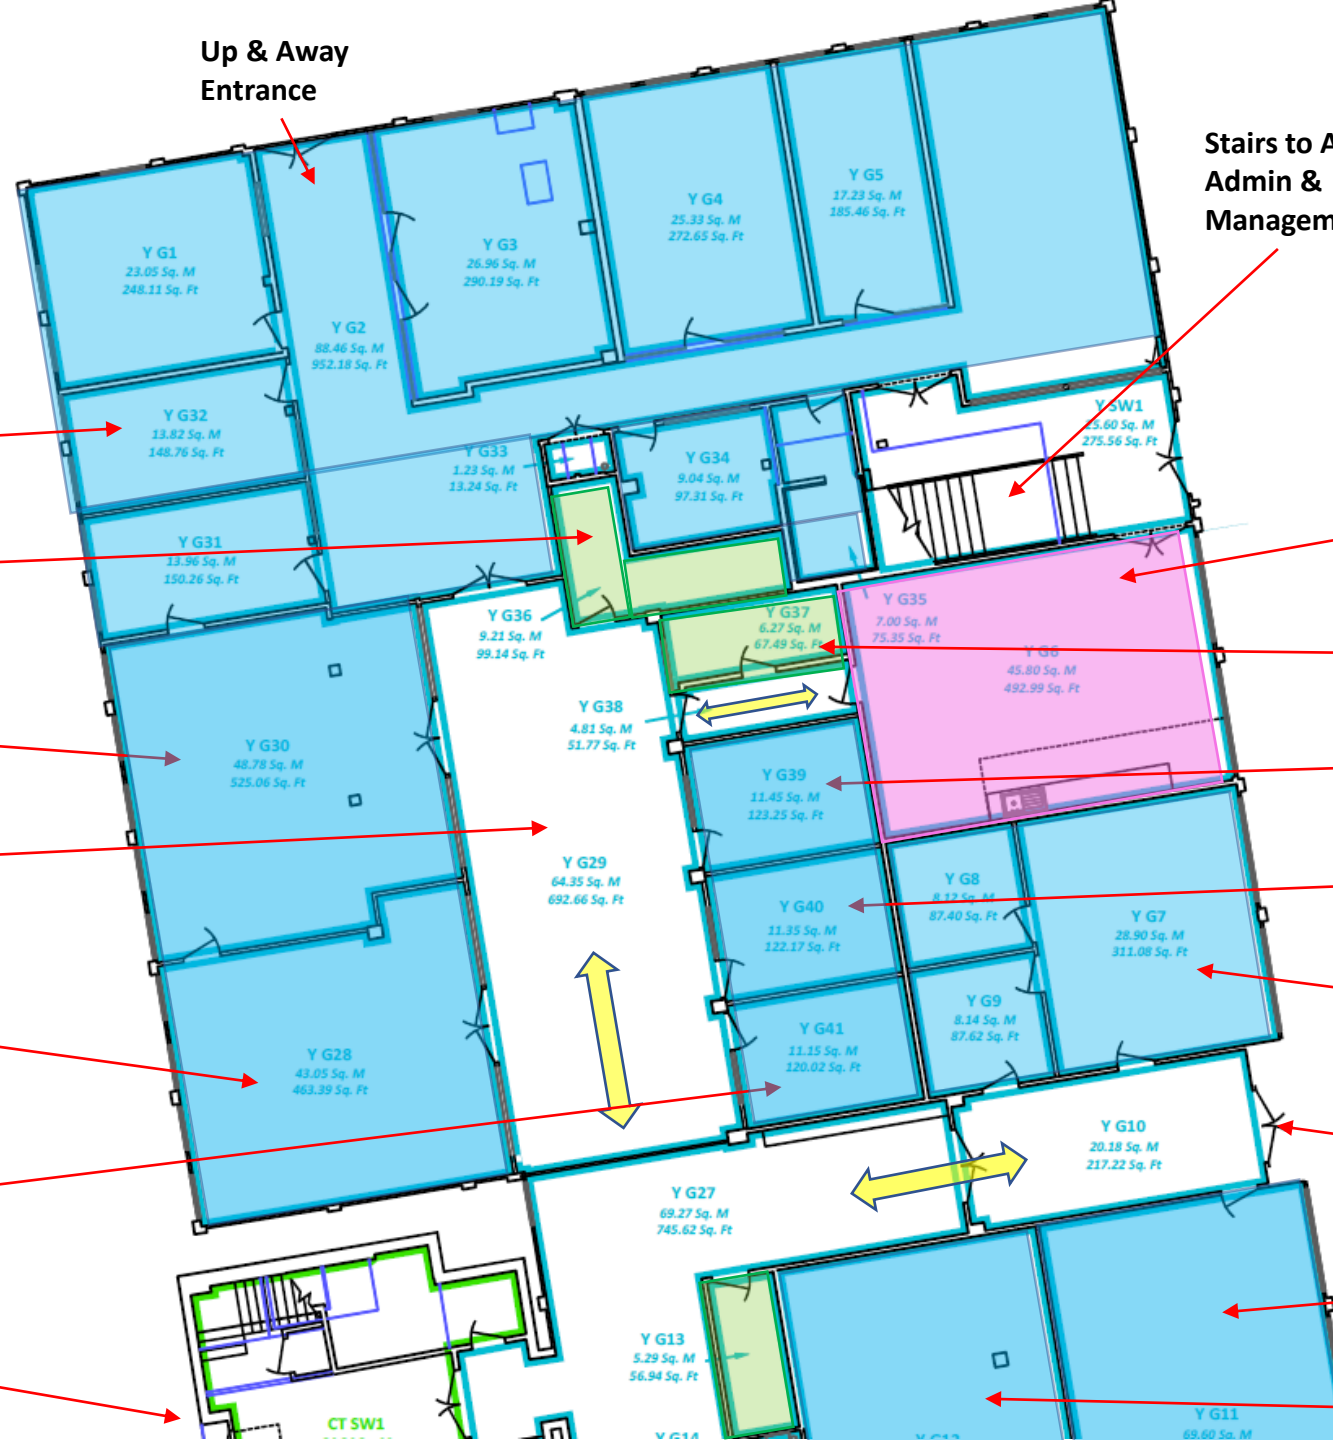 Up & Away
Entrance
Stairs to A
Admin &
Managem
Y G1
23.05 Sq. M
248.11 Sq. Ft
Y G2
88.46 Sq. M
952.18 Sq. Ft
Y G3
26.96 Sq. M
290.19 Sq. Ft
Y G4
25.33 Sq. M
272.65 Sq. Ft
Y G5
17.23 Sq. M
185.46 Sq. Ft
Y G32
13.82 Sq. M
148.76 Sq. Ft
Y G33
1.23 Sq. M
13.24 Sq. Ft
Y G34
9.04 Sq. M
97.31 Sq. Ft
Y SW1
25.60 Sq. M
275.56 Sq. Ft
Y G31
13.96 Sq. M
150.26 Sq. Ft
Y G36
9.21 Sq. M
99.14 Sq. Ft
Y G37
6.27 Sq. M
67.49 Sq. Ft
Y G35
7.00 Sq. M
75.35 Sq. Ft
Y G6
45.80 Sq. M
492.99 Sq. Ft
Y G38
4.81 Sq. M
51.77 Sq. Ft
Y G30
48.78 Sq. M
525.06 Sq. Ft
Y G39
11.45 Sq. M
123.25 Sq. Ft
Y G29
64.35 Sq. M
692.66 Sq. Ft
Y G40
11.35 Sq. M
122.17 Sq. Ft
Y G8
8.12 Sq. M
87.40 Sq. Ft
Y G7
28.90 Sq. M
311.08 Sq. Ft
Y G9
8.14 Sq. M
87.62 Sq. Ft
Y G28
43.05 Sq. M
463.39 Sq. Ft
Y G41
11.15 Sq. M
120.02 Sq. Ft
Y G10
20.18 Sq. M
217.22 Sq. Ft
Y G27
69.27 Sq. M
745.62 Sq. Ft
Y G13
5.29 Sq. M
56.94 Sq. Ft
CT SW1
Y G11
69.60 Sq. M
Y G14
Y G12